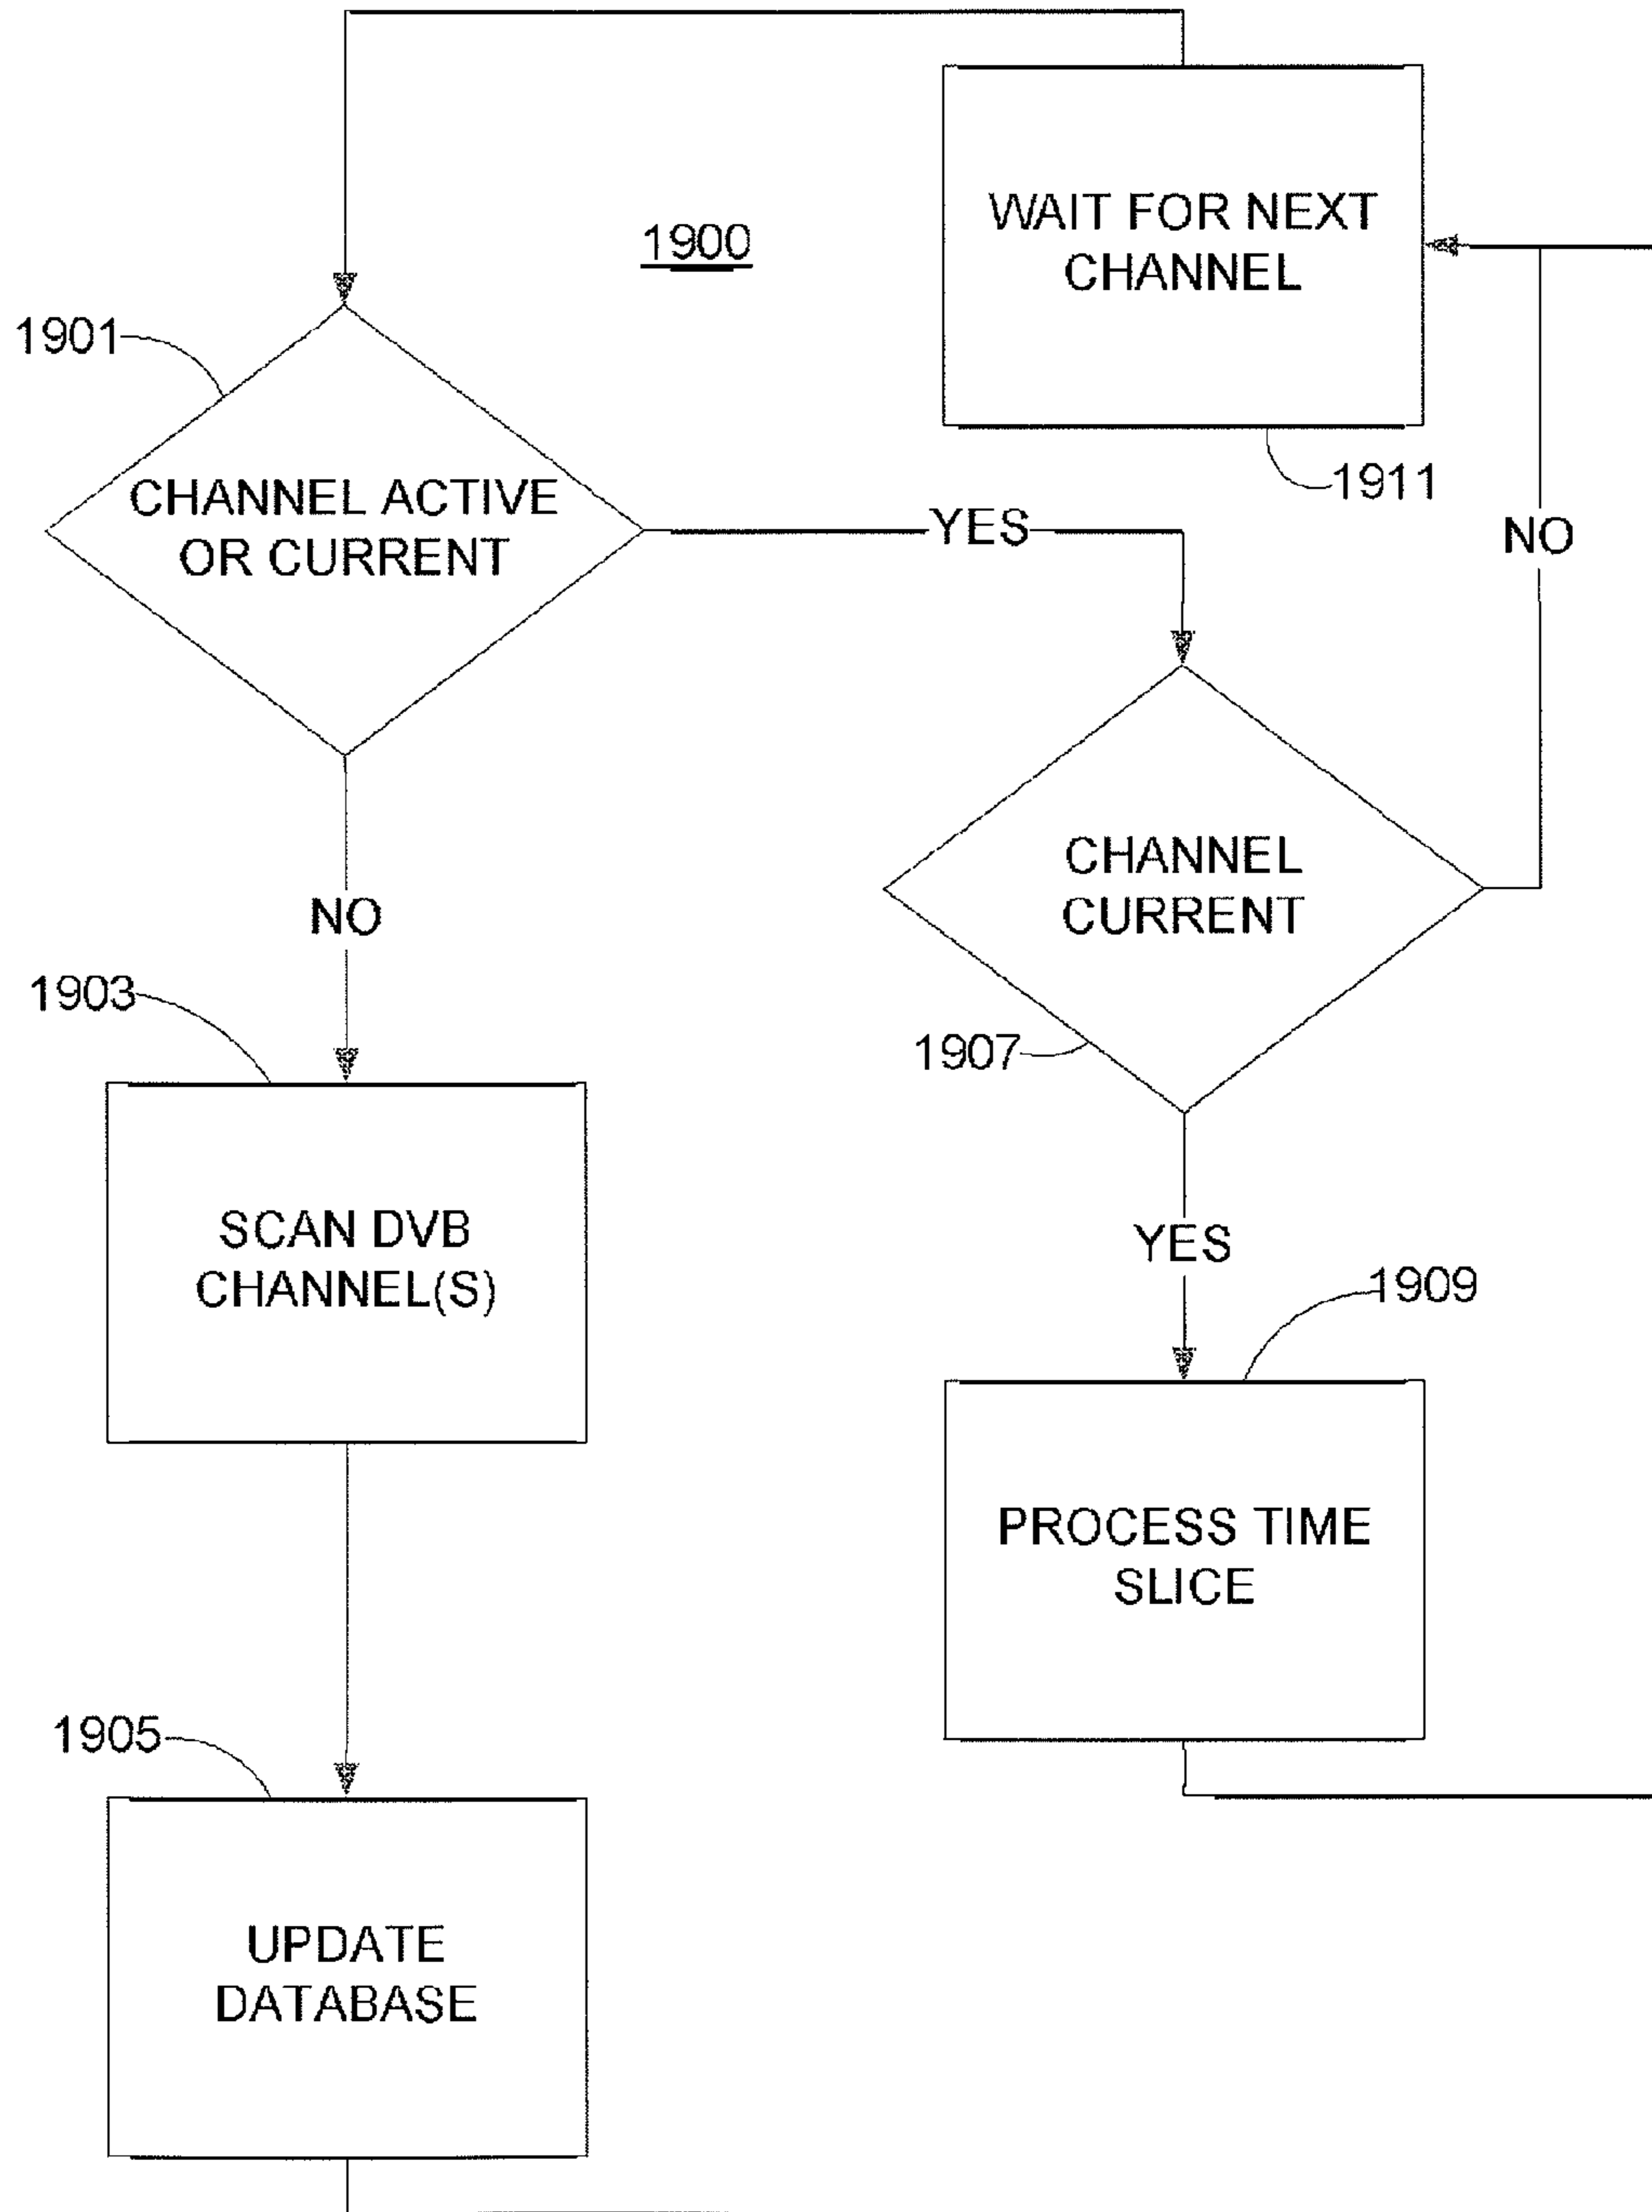 1900
WAIT FOR NEXT
CHANNEL
1911
1901
CHANNEL ACTIVE
OR CURRENT
YES
NO
NO
CHANNEL
CURRENT
1907
1903
SCAN DVB
CHANNEL(S)
YES
1909
PROCESS TIME
SLICE
1905
UPDATE
DATABASE